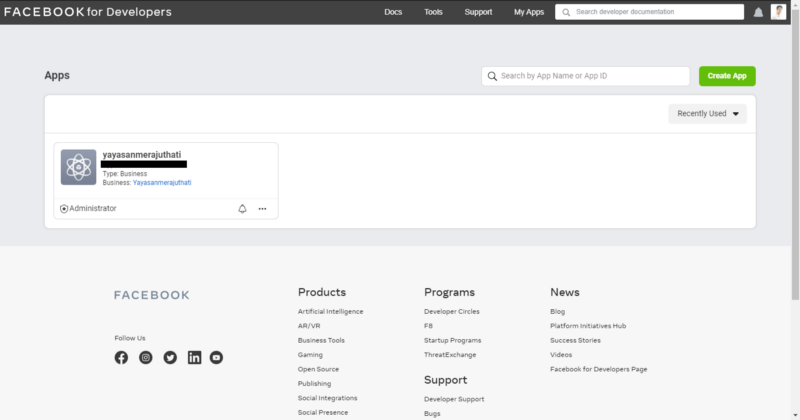 FACEBOOK for Developers
Docs
Tools
Support
My Apps
Search developer documentation
Apps
Search by App Name or App ID
Create App
Recently Used
yayasanmerajuthati
Type: Business
Business: Yayasanmerajuthati
Administrator
FACEBOOK
Follow Us
Products
Artificial Intelligence
AR/VR
Business Tools
Gaming
Open Source
Publishing
Social Integrations
Social Presence
Programs
Developer Circles
F8
Startup Programs
ThreatExchange
Support
Developer Support
Bugs
News
Blog
Platform Initiatives Hub
Success Stories
Videos
Facebook for Developers Page